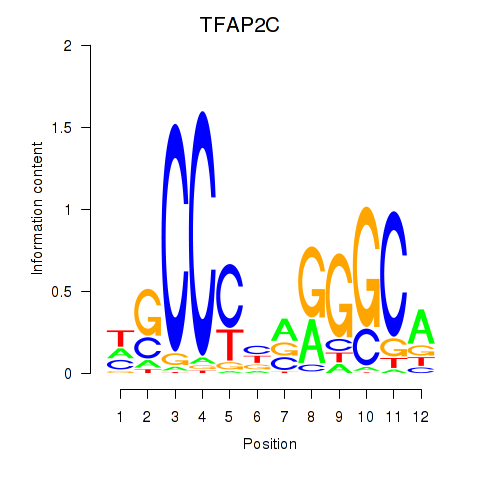 TFAP2C
2
1.5
1
0.5
0
Information content
T A C G
G C A T
C G A T
C A G T
C T G A
C T G A
A G C
G A C
G C T A
G C A T
C G T A
A G T C
1 2 3 4 5 6 7 8 9 10 11 12
Position